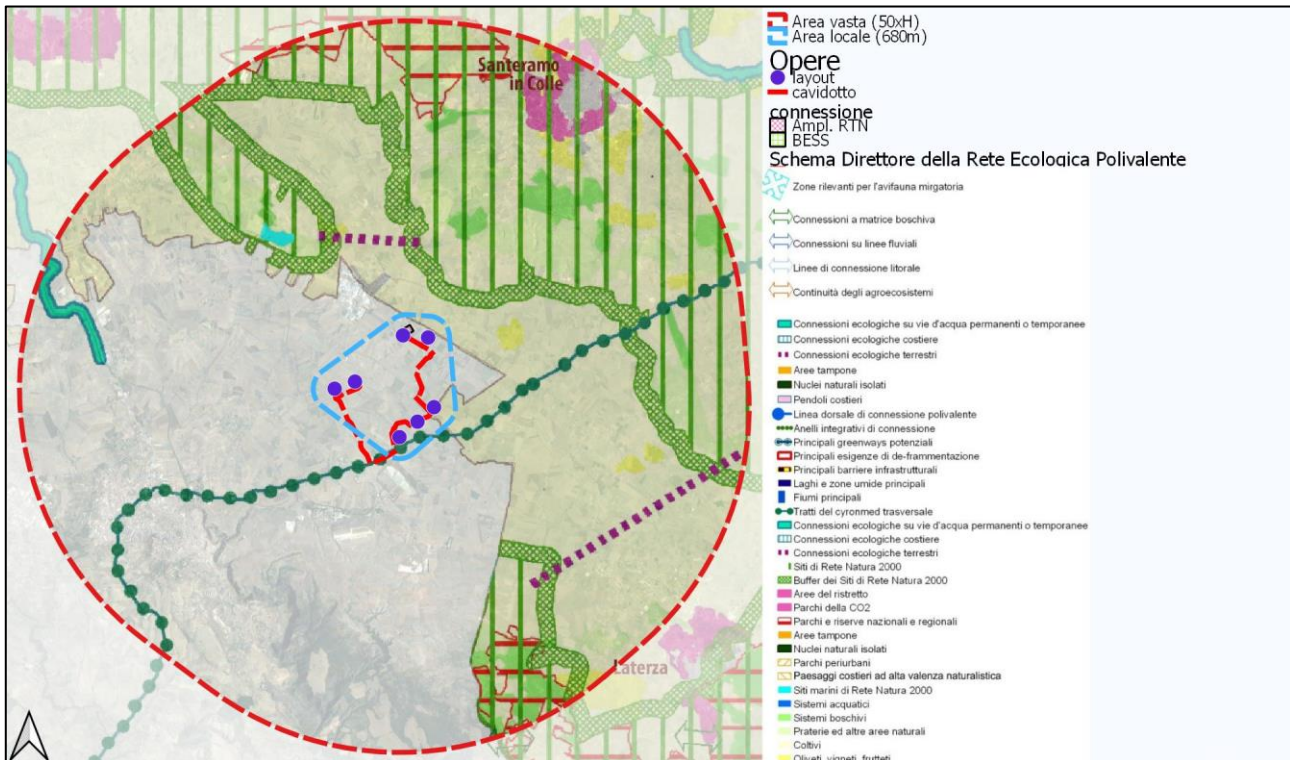 Santeramo
in Colle
Laterza
Area vasta (50xH)
Area locale (680m)
Opere
layout
cavidotto
connessione
Ampl. RTN
BESS
Schema Direttore della Rete Ecologica Polivalente
Zone rilevanti per l'avifauna mirgatoria
Connessioni a matrice boschiva
Connessioni su linee fluviali
Linee di connessione litorale
Continuità degli agroecosistemi
Connessioni ecologiche su vie d'acqua permanenti o temporanee
Connessioni ecologiche costiere
Connessioni ecologiche terrestri
Aree tampone
Nuclei naturali isolati
Pendoli costieri
Linea dorsale di connessione polivalente
Anelli integrativi di connessione
Principali greenways potenziali
Principali esigenze di de-frammentazione
Principali barriere infrastrutturali
Laghi e zone umide principali
Fiumi principali
Tratti del cyronmed trasversale
Connessioni ecologiche su vie d'acqua permanenti o temporanee
Connessioni ecologiche costiere
Connessioni ecologiche terrestri
Siti di Rete Natura 2000
Buffer dei Siti di Rete Natura 2000
Aree del ristretto
Parchi della CO2
Parchi e riserve nazionali e regionali
Aree tampone
Nuclei naturali isolati
Parchi periurbani
Paesaggi costieri ad alta valenza naturalistica
Siti marini di Rete Natura 2000
Sistemi acquatici
Sistemi boschivi
Praterie ed altre aree naturali
Coltivi
Oliveti, vigneti, frutteti